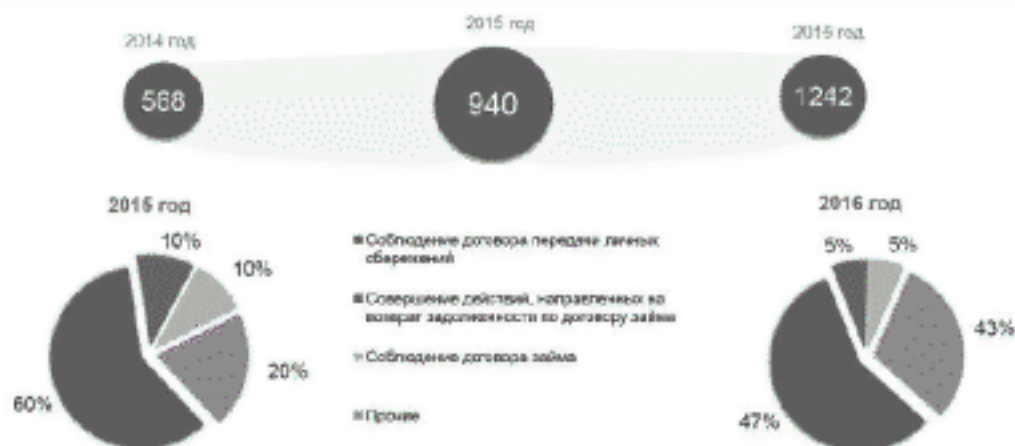 2014 год
2015 год
2016 год
568
940
1242
2015 год
10%
10%
20%
60%
Соблюдение договора передачи личных
сбережений
Совершение действий, направленных на
возврат задолженности по договору займа
Соблюдение договора займа
Прочие
2016 год
5%
5%
43%
47%